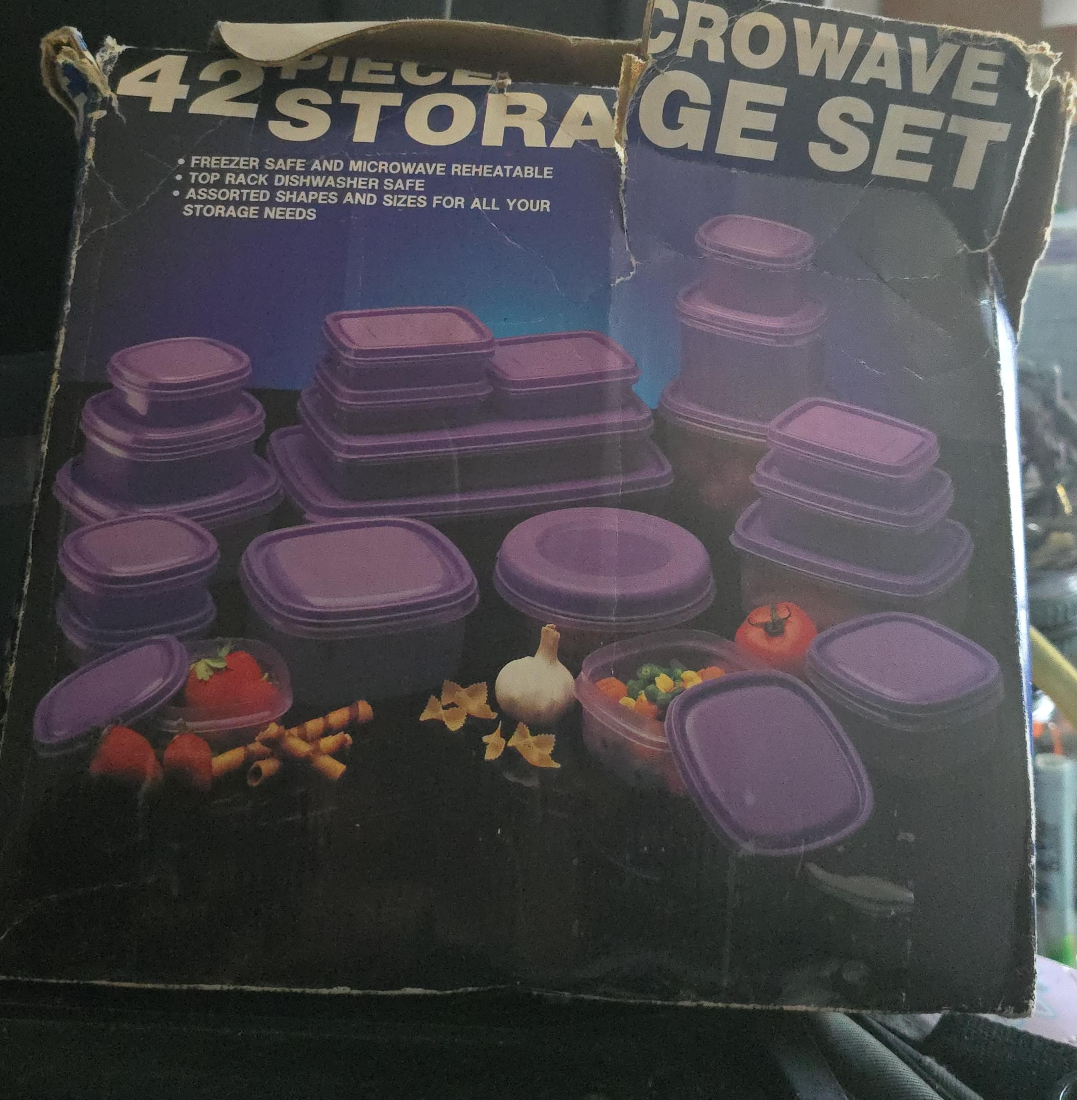 42 PIECE CROWAVE
STORAGE SET
• FREEZER SAFE AND MICROWAVE REHEATABLE
• TOP RACK DISHWASHER SAFE
• ASSORTED SHAPES AND SIZES FOR ALL YOUR
STORAGE NEEDS